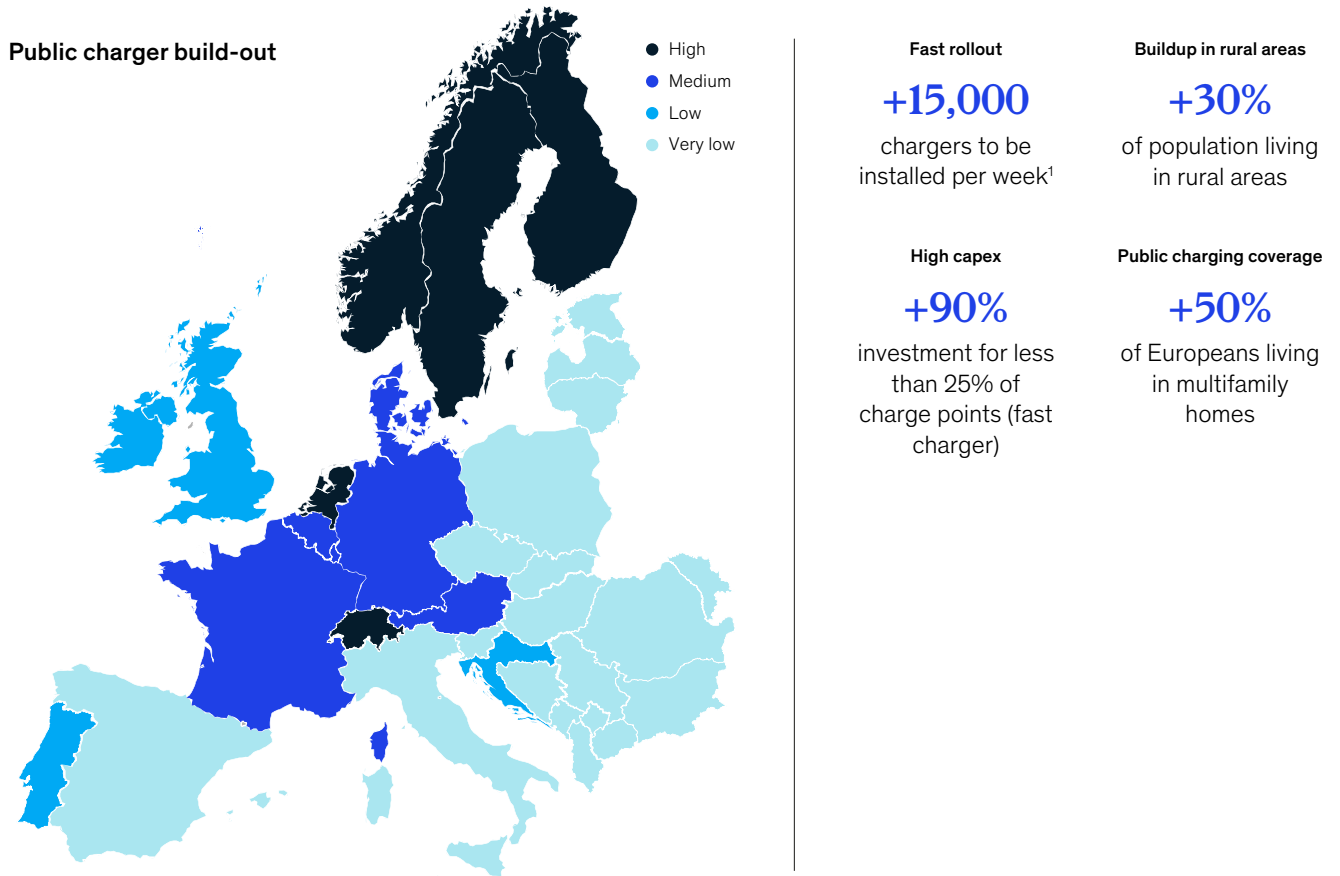 Public charger build-out
High
Medium
Low
Very low
Fast rollout
+15,000
chargers to be
installed per week¹
Buildup in rural areas
+30%
of population living
in rural areas
High capex
+90%
investment for less
than 25% of
charge points (fast
charger)
Public charging coverage
+50%
of Europeans living
in multifamily
homes